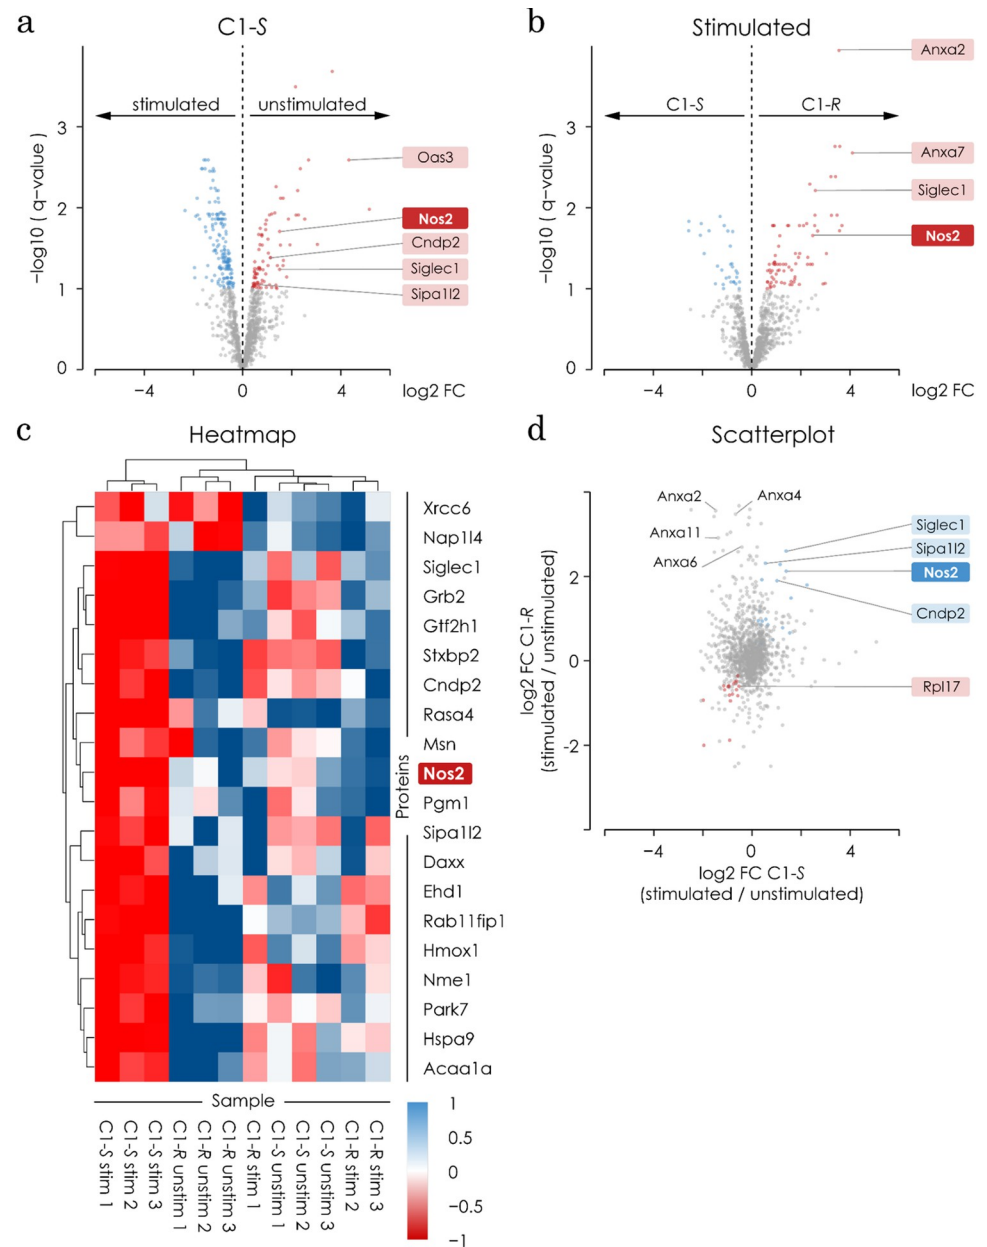 a
C1-S
stimulated
unstimulated
3
2
1
0
−log10 ( q−value )
−4
0
4
log2 FC
Oas3
Nos2
Cndp2
Siglec1
Sipa1l2
b
Stimulated
C1-S
C1-R
3
2
1
0
−log10 ( q−value )
−4
0
4
log2 FC
Anxa2
Anxa7
Siglec1
Nos2
c
Heatmap
Xrcc6
Nap1l4
Siglec1
Grb2
Gtf2h1
Stxbp2
Cndp2
Rasa4
Msn
Nos2
Pgm1
Sipa1l2
Daxx
Ehd1
Rab11fip1
Hmox1
Nme1
Park7
Hspa9
Acaa1a
Proteins
Sample
C1-S stim 1
C1-S stim 2
C1-S stim 3
C1-R unstim 1
C1-R unstim 2
C1-R unstim 3
C1-R stim 1
C1-S unstim 1
C1-S unstim 2
C1-S unstim 3
C1-R stim 2
C1-R stim 3
1
0.5
0
−0.5
−1
d
Scatterplot
Anxa2
Anxa4
Anxa11
Anxa6
Siglec1
Sipa1l2
Nos2
Cndp2
Rpl17
2
0
−2
log2 FC C1-R
(stimulated / unstimulated)
−4
0
4
log2 FC C1-S
(stimulated / unstimulated)